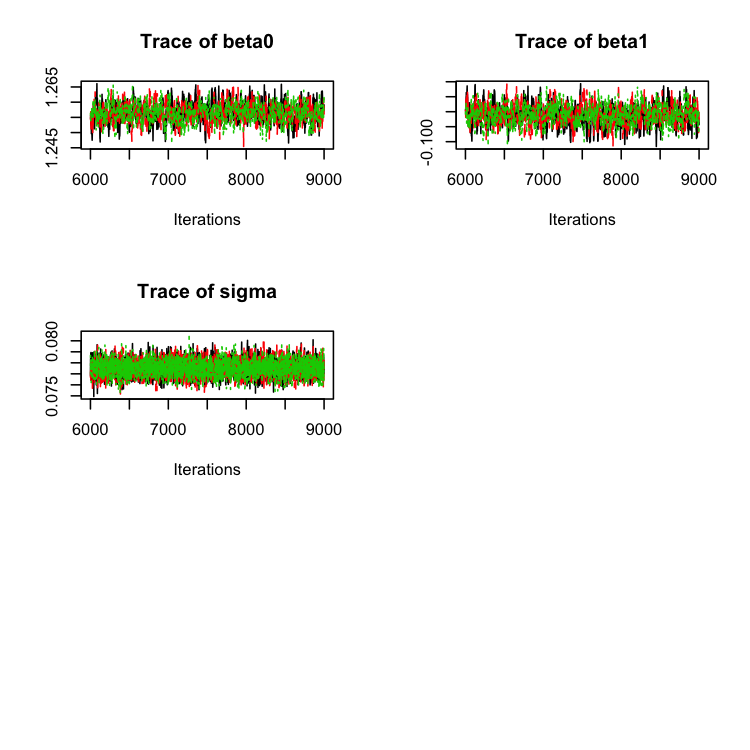 Trace of beta0
1.265
1.245
6000 7000 8000 9000
Iterations
Trace of beta1
-0.100
6000 7000 8000 9000
Iterations
Trace of sigma
0.080
0.075
6000 7000 8000 9000
Iterations